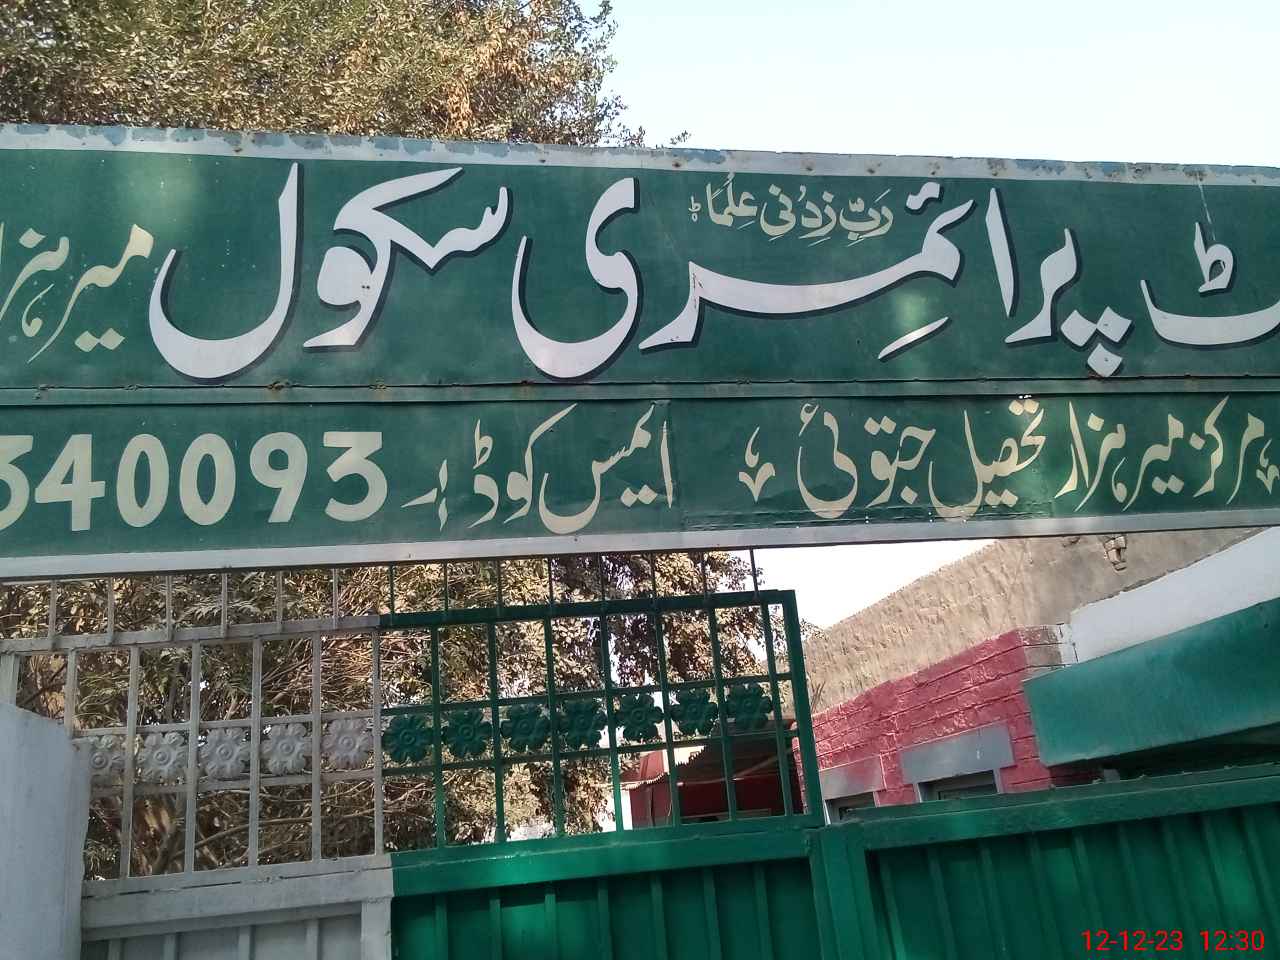 رَبِّ زِدْنِی عِلْمًا
پرائمری سکول میر ہزار
مرکز میر ہزار تحصیل جتوئی ایمس کوڈ 340093
12-12-23 12:30